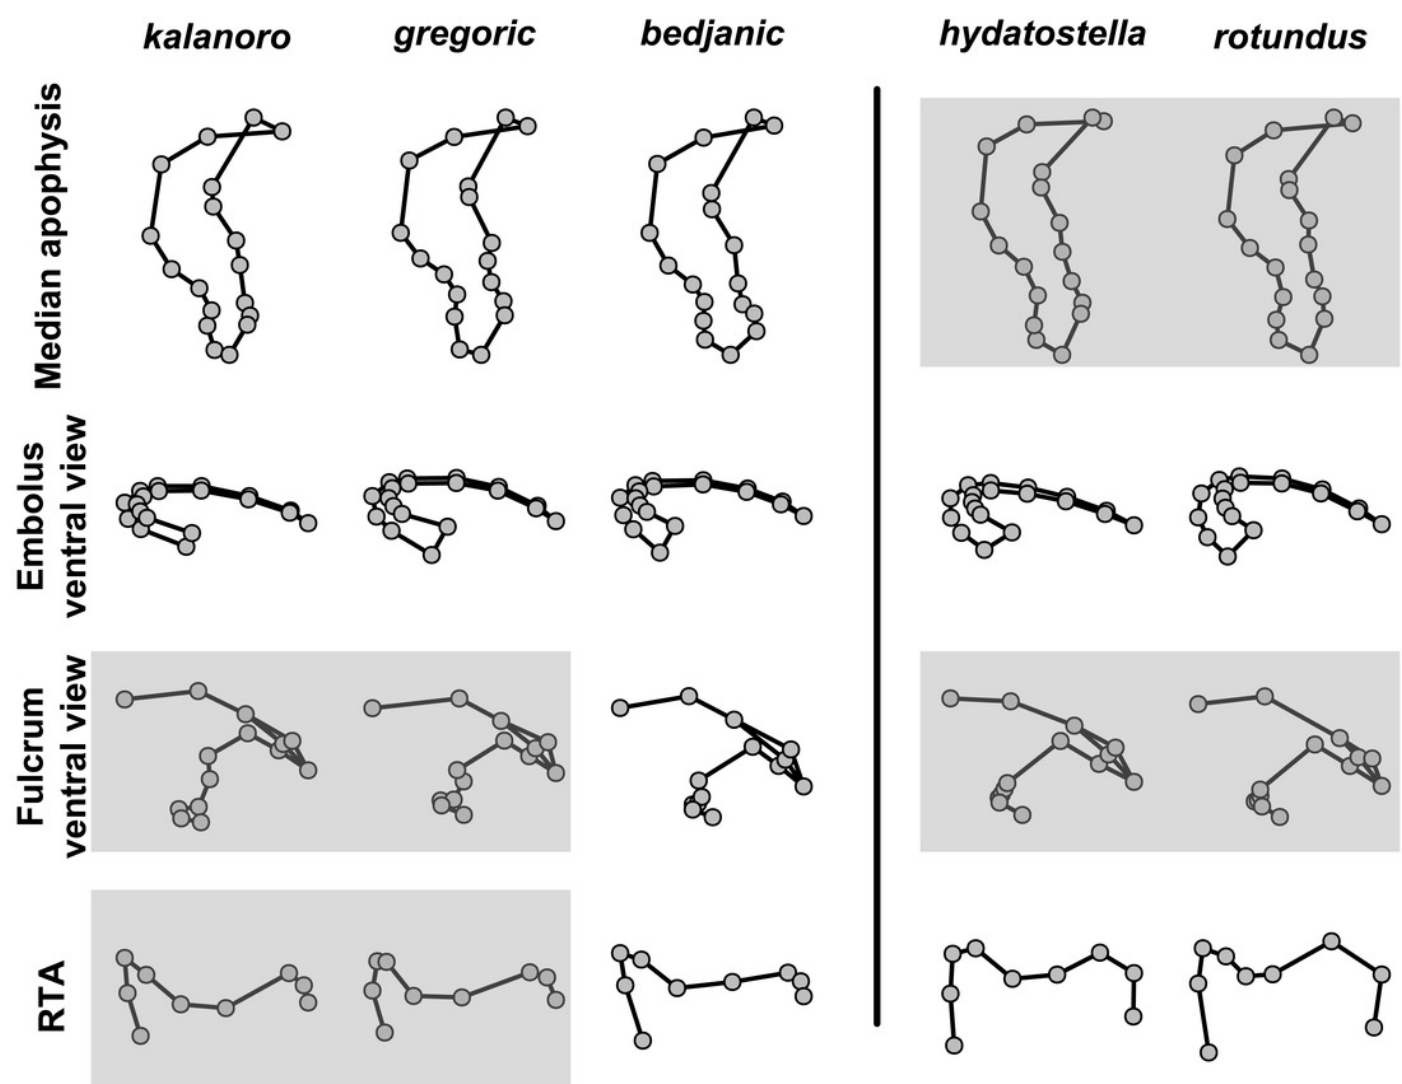 kalanoro gregoric bedjanic hydatostella rotundus
Median apophysis
Embolus
ventral view
Fulcrum
ventral view
RTA